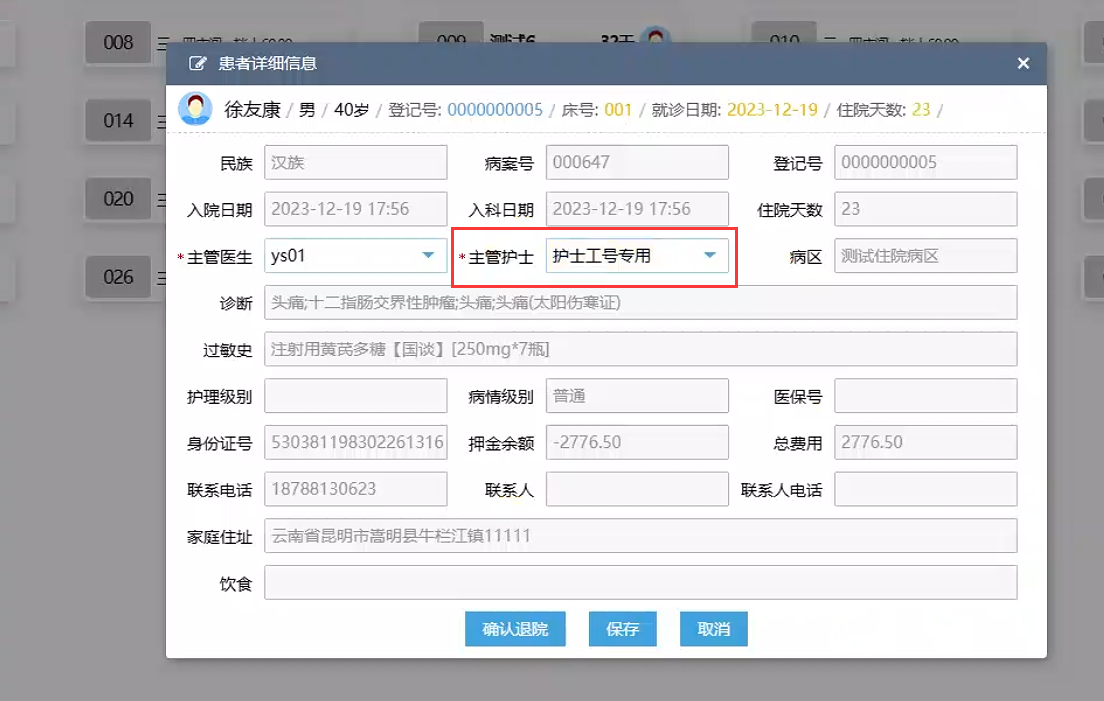 008
009 测试6 32天
010
患者详细信息
徐友康 / 男 / 40岁 / 登记号: 0000000005 / 床号: 001 / 就诊日期: 2023-12-19 / 住院天数: 23 /
014
民族 汉族 病案号 000647 登记号 0000000005
020
入院日期 2023-12-19 17:56 入科日期 2023-12-19 17:56 住院天数 23
*主管医生 ys01 *主管护士 护士工号专用 病区 测试住院病区
026
诊断 头痛;十二指肠交界性肿瘤;头痛;头痛(太阳伤寒证)
过敏史 注射用黄芪多糖【国谈】[250mg*7瓶]
护理级别 病情级别 普通 医保号
身份证号 530381198302261316 押金余额 -2776.50 总费用 2776.50
联系电话 18788130623 联系人 联系人电话
家庭住址 云南省昆明市嵩明县牛栏江镇11111
饮食
确认退院 保存 取消